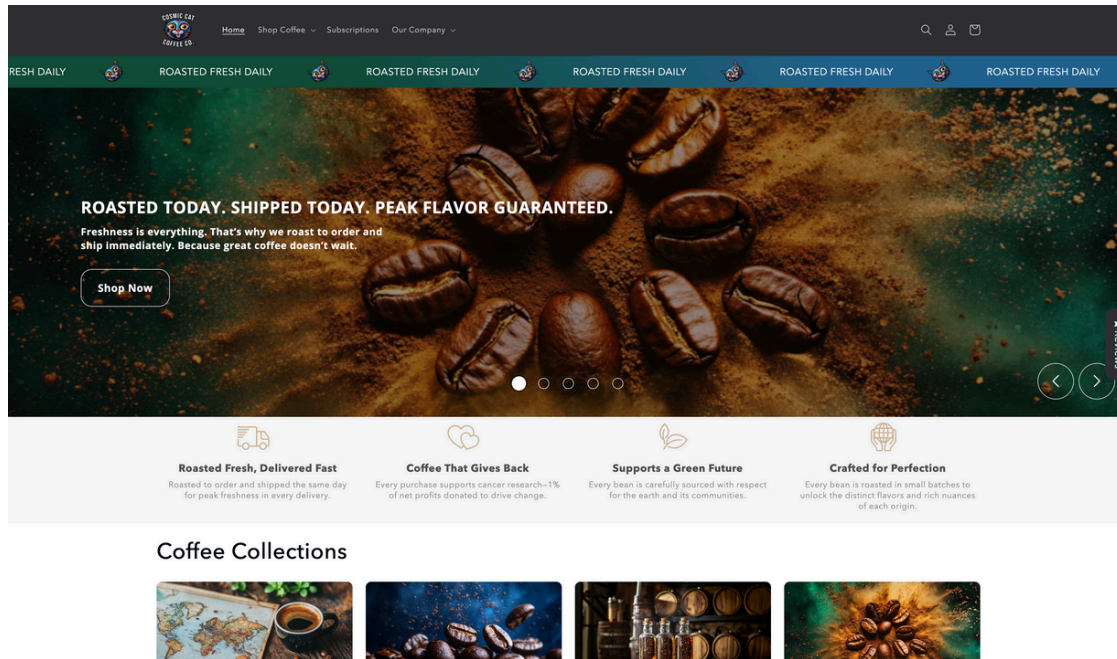 COSMIC CAT
COFFEE CO.
Home Shop Coffee Subscriptions Our Company
RESH DAILY ROASTED FRESH DAILY ROASTED FRESH DAILY ROASTED FRESH DAILY ROASTED FRESH DAILY ROASTED FRESH DAILY
ROASTED TODAY. SHIPPED TODAY. PEAK FLAVOR GUARANTEED.
Freshness is everything. That's why we roast to order and
ship immediately. Because great coffee doesn't wait.
Shop Now
Roasted Fresh, Delivered Fast
Roasted to order and shipped the same day
for peak freshness in every delivery.
Coffee That Gives Back
Every purchase supports cancer research—1%
of net profits donated to drive change.
Supports a Green Future
Every bean is carefully sourced with respect
for the earth and its communities.
Crafted for Perfection
Every bean is roasted in small batches to
unlock the distinct flavors and rich nuances
of each origin.
Coffee Collections